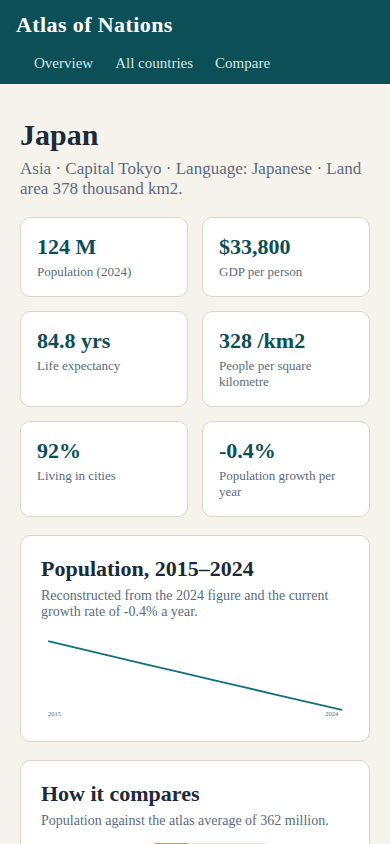 Atlas of Nations
Overview All countries Compare
Japan
Asia · Capital Tokyo · Language: Japanese · Land
area 378 thousand km2.
124 M
Population (2024)
$33,800
GDP per person
84.8 yrs
Life expectancy
328 /km2
People per square
kilometre
92%
Living in cities
-0.4%
Population growth per
year
Population, 2015–2024
Reconstructed from the 2024 figure and the current
growth rate of -0.4% a year.
2015 2024
How it compares
Population against the atlas average of 362 million.